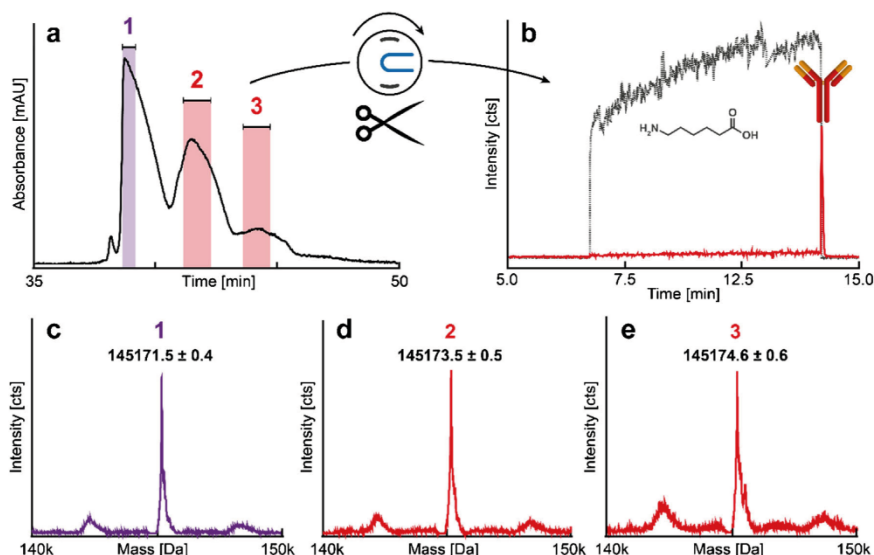 a
1
2
3
Absorbance [mAU]
35
Time [min]
50
b
Intensity [cts]
H₂N
O
OH
5.0
7.5
12.5
15.0
Time [min]
c
1
145171.5 ± 0.4
Intensity [cts]
140k
Mass [Da]
150k
d
2
145173.5 ± 0.5
Intensity [cts]
140k
Mass [Da]
150k
e
3
145174.6 ± 0.6
Intensity [cts]
140k
Mass [Da]
150k